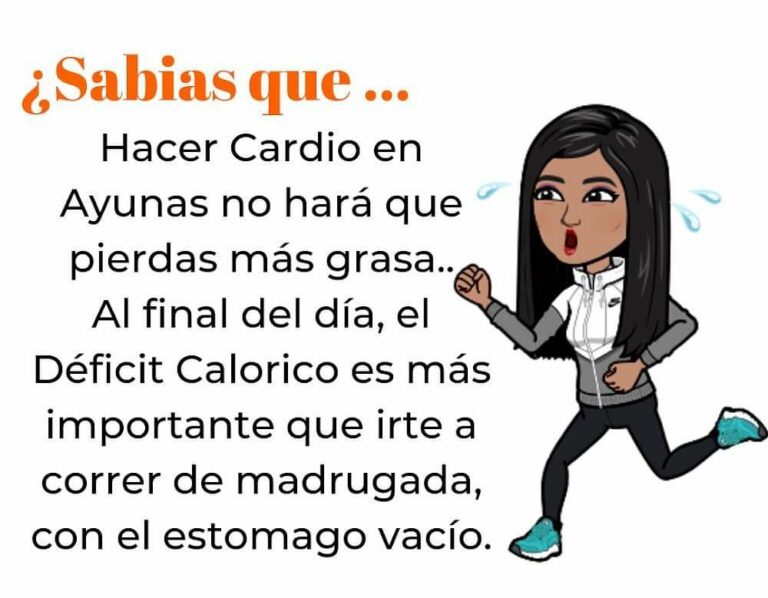 ¿Sabias que ...
Hacer Cardio en
Ayunas no hará que
pierdas más grasa..
Al final del día, el
Déficit Calorico es más
importante que irte a
correr de madrugada,
con el estomago vacío.